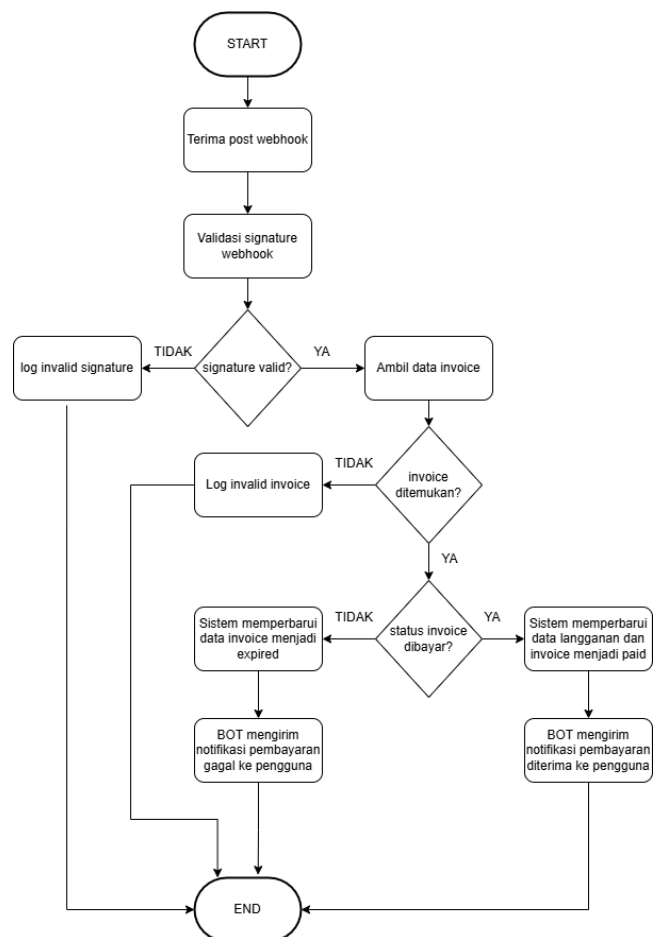 START
Terima post webhook
Validasi signature
webhook
signature valid?
TIDAK
YA
log invalid signature
Ambil data invoice
invoice
ditemukan?
TIDAK
Log invalid invoice
YA
status invoice
dibayar?
TIDAK
YA
Sistem memperbarui
data invoice menjadi
expired
Sistem memperbarui
data langganan dan
invoice menjadi paid
BOT mengirim
notifikasi pembayaran
gagal ke pengguna
BOT mengirim
notifikasi pembayaran
diterima ke pengguna
END